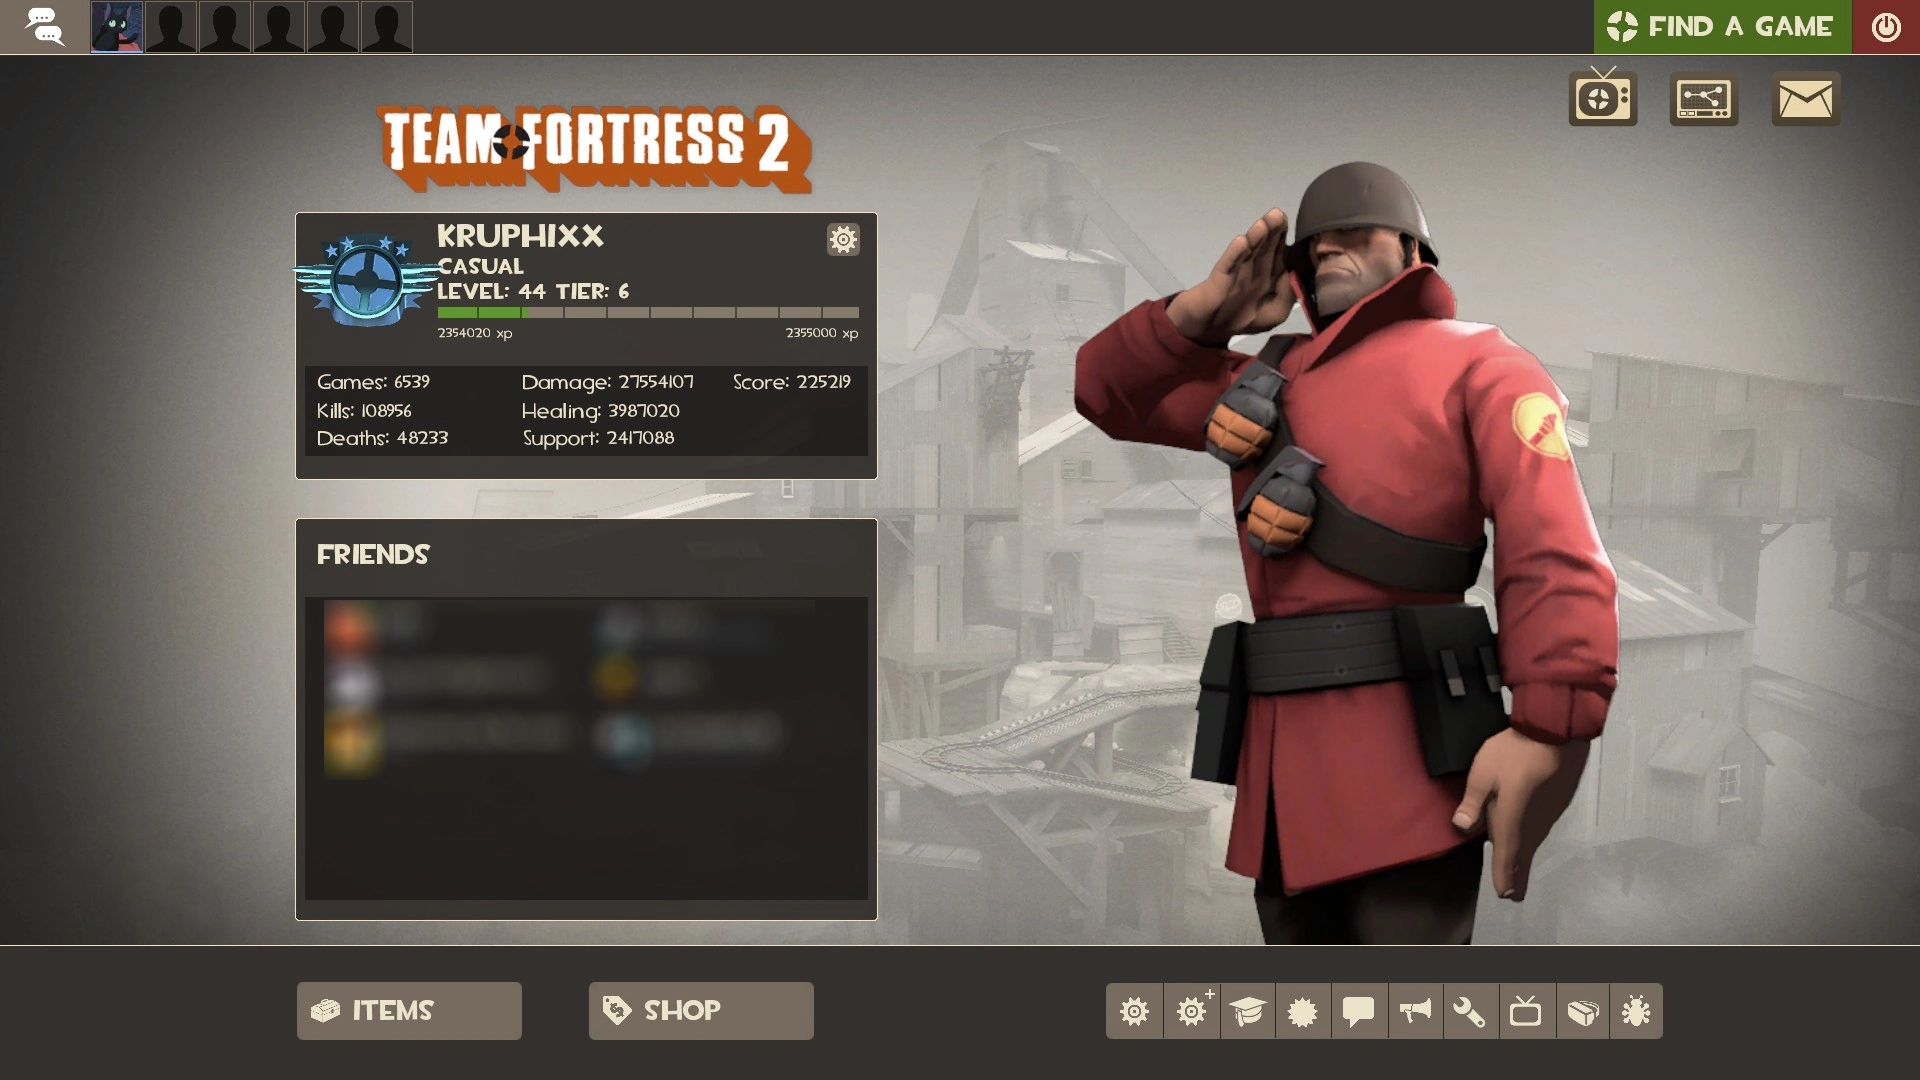 FIND A GAME
TEAM FORTRESS 2
KRUPHIXX
CASUAL
LEVEL: 44 TIER: 6
2354020 xp 2355000 xp
Games: 6539 Damage: 27554107 Score: 225219
Kills: 108956 Healing: 3987020
Deaths: 48233 Support: 2417088
FRIENDS
ITEMS SHOP